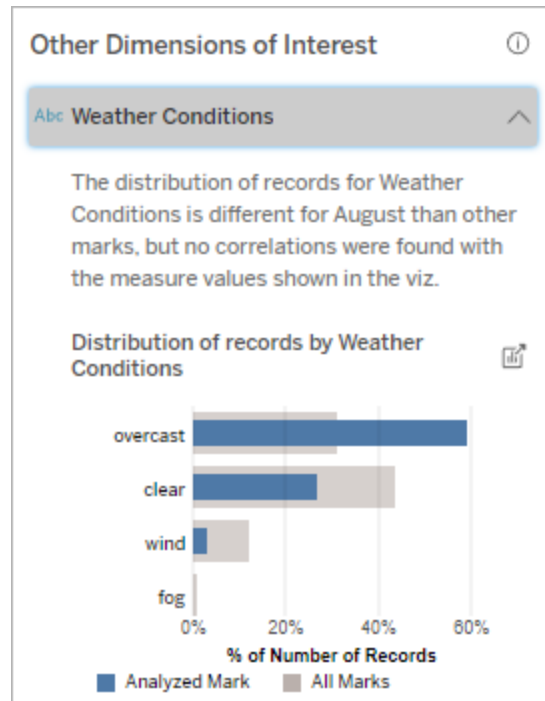 Other Dimensions of Interest
Abc Weather Conditions
The distribution of records for Weather
Conditions is different for August than other
marks, but no correlations were found with
the measure values shown in the viz.
Distribution of records by Weather
Conditions
overcast
clear
wind
fog
0% 20% 40% 60%
% of Number of Records
Analyzed Mark All Marks